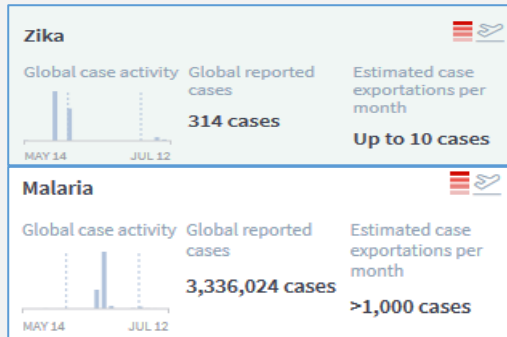 Zika
Global case activity
Global reported
cases
314 cases
Estimated case
exportations per
month
Up to 10 cases
MAY 14
JUL 12
Malaria
Global case activity
Global reported
cases
3,336,024 cases
Estimated case
exportations per
month
>1,000 cases
MAY 14
JUL 12